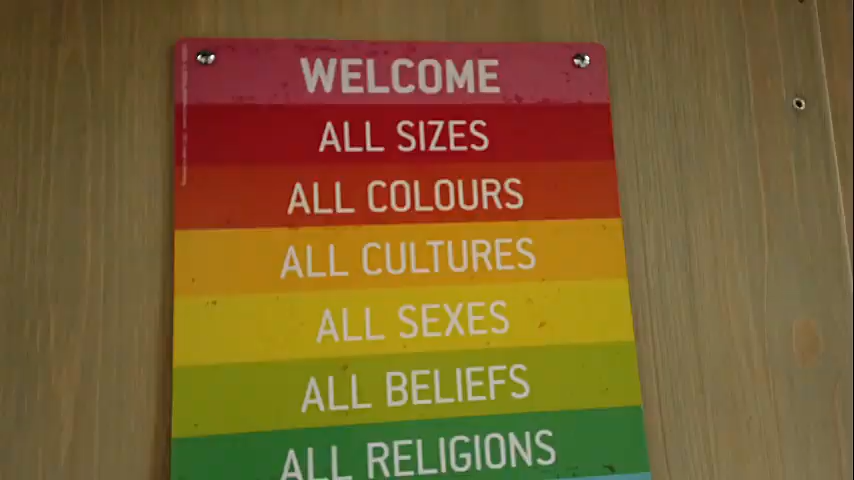 WELCOME
ALL SIZES
ALL COLOURS
ALL CULTURES
ALL SEXES
ALL BELIEFS
ALL RELIGIONS